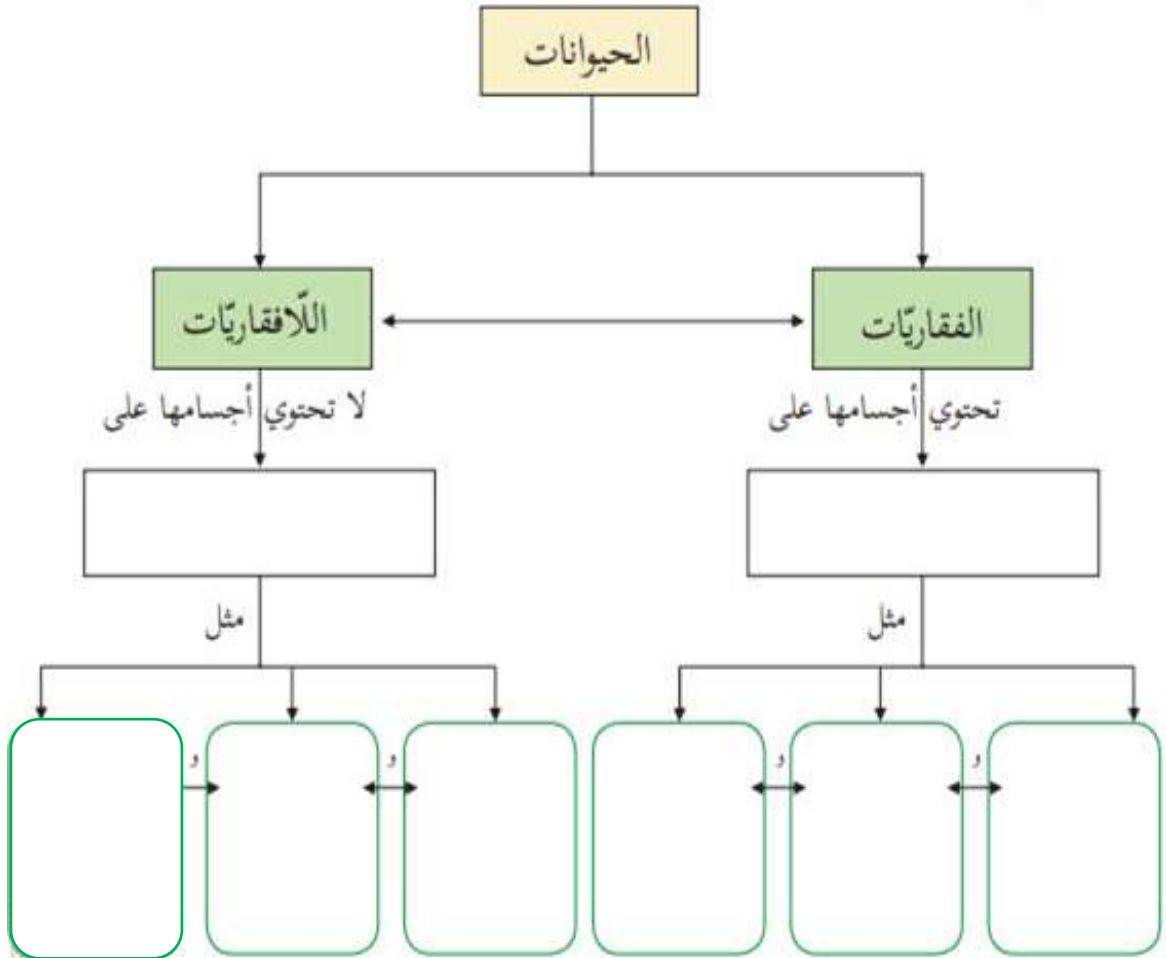 الحيوانات
الفقاريّات
اللّافقاريّات
تحتوي أجسامها على
لا تحتوي أجسامها على
مثل
مثل
و
و
و
و